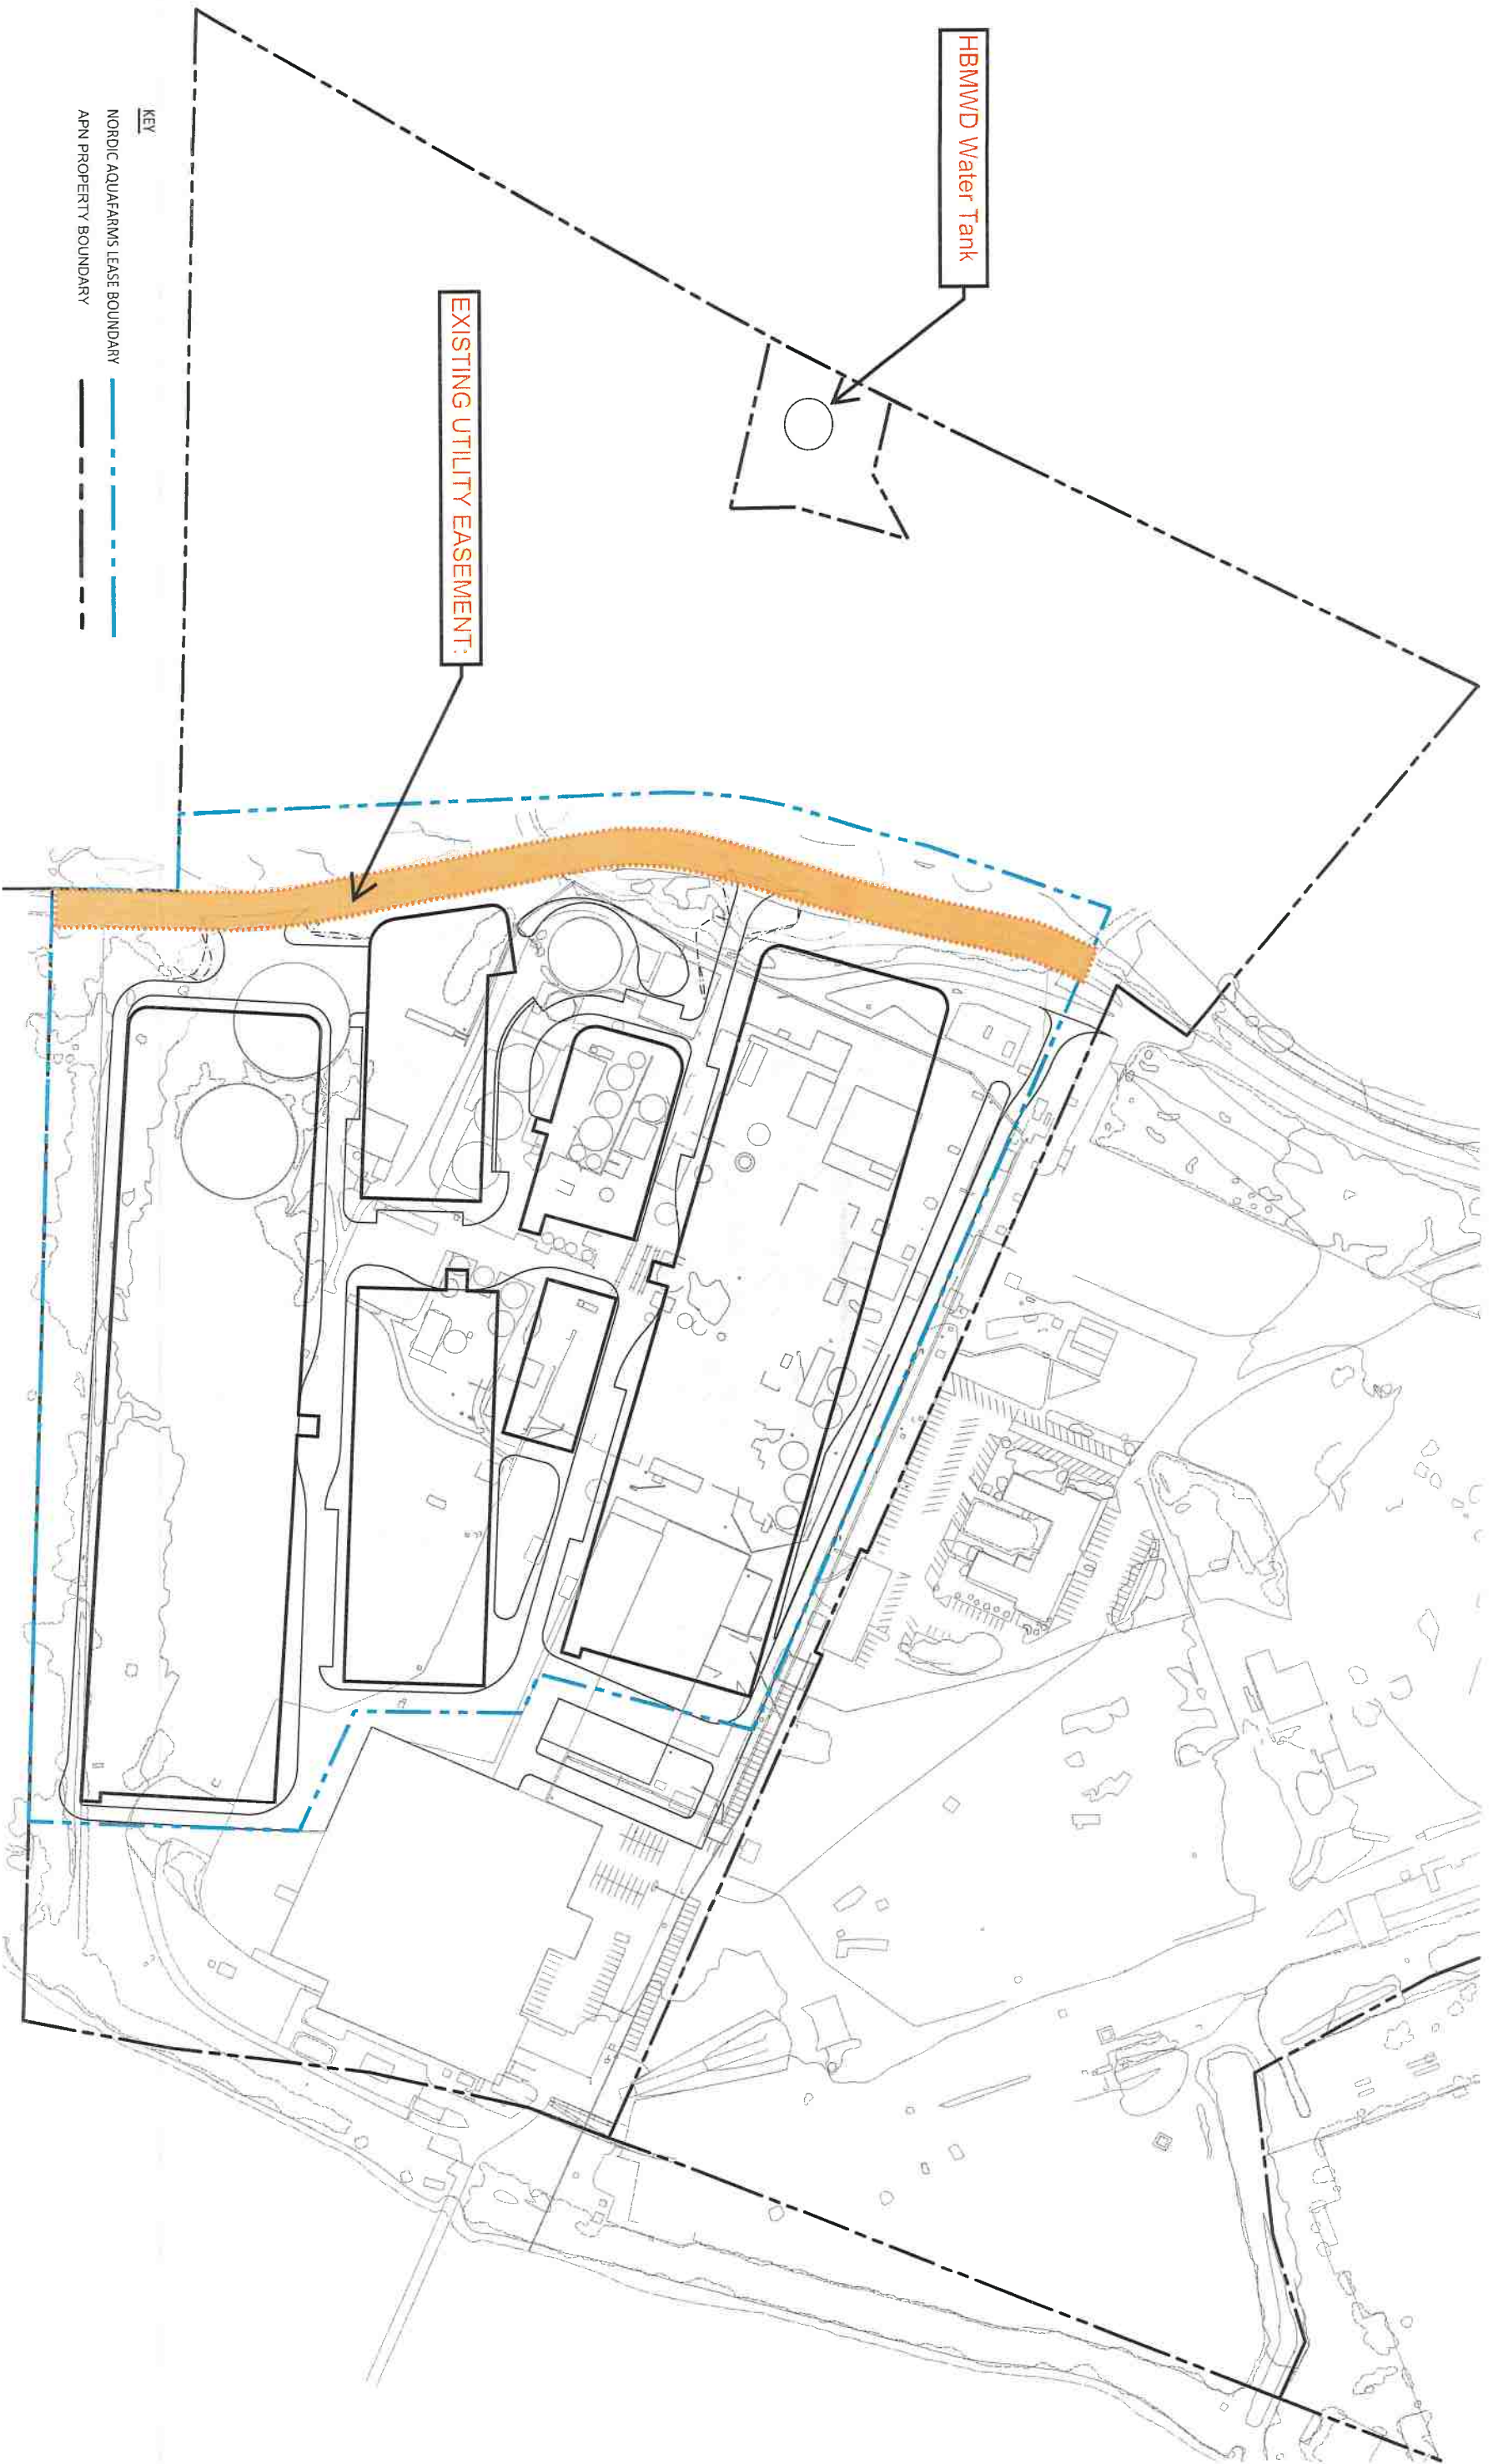 HBMWD Water Tank
EXISTING UTILITY EASEMENT:
KEY
NORDIC AQUAFARMS LEASE BOUNDARY
APN PROPERTY BOUNDARY